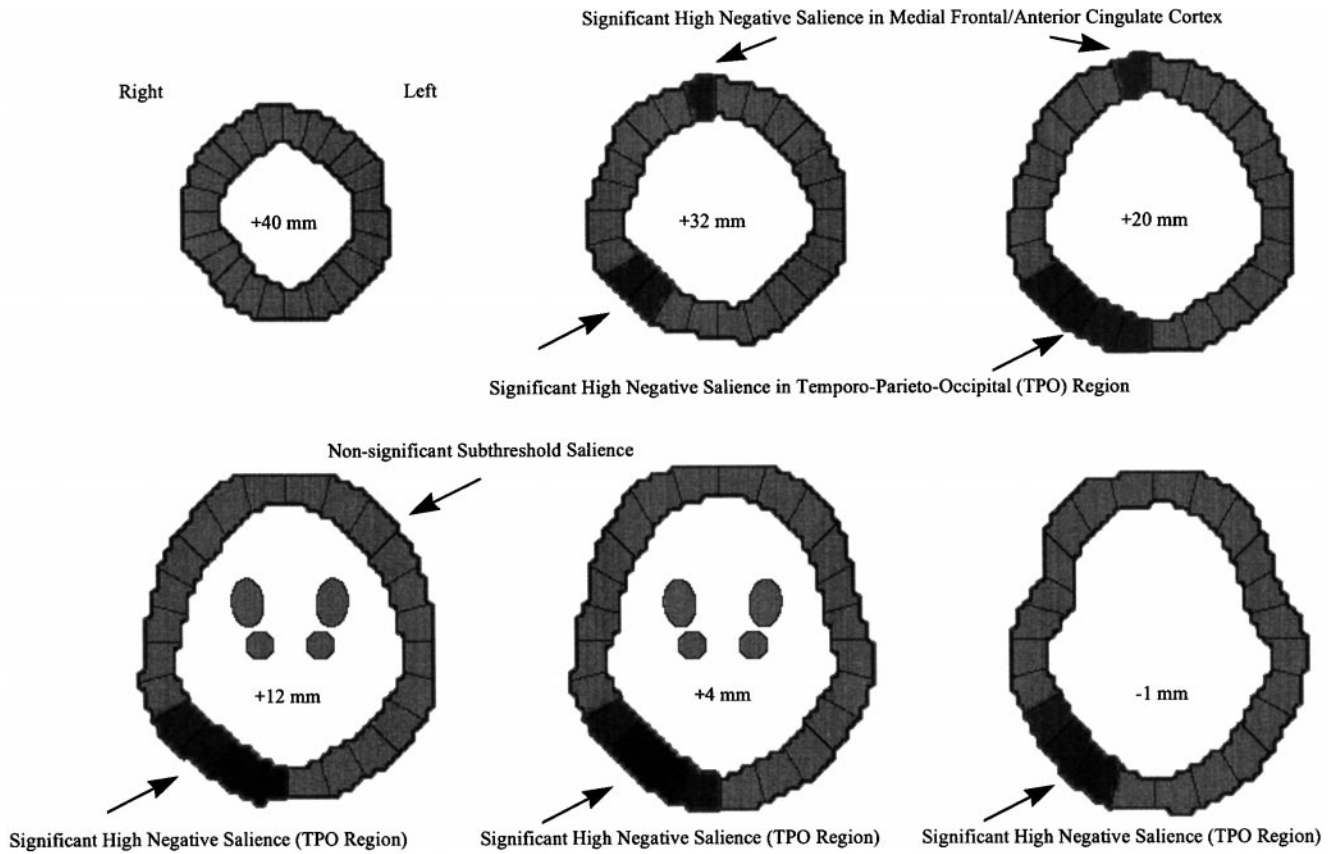 Significant High Negative Salience in Medial Frontal/Anterior Cingulate Cortex
Right
Left
+40 mm
+32 mm
+20 mm
Significant High Negative Salience in Temporo-Parieto-Occipital (TPO) Region
Non-significant Subthreshold Salience
+12 mm
+4 mm
-1 mm
Significant High Negative Salience (TPO Region)
Significant High Negative Salience (TPO Region)
Significant High Negative Salience (TPO Region)